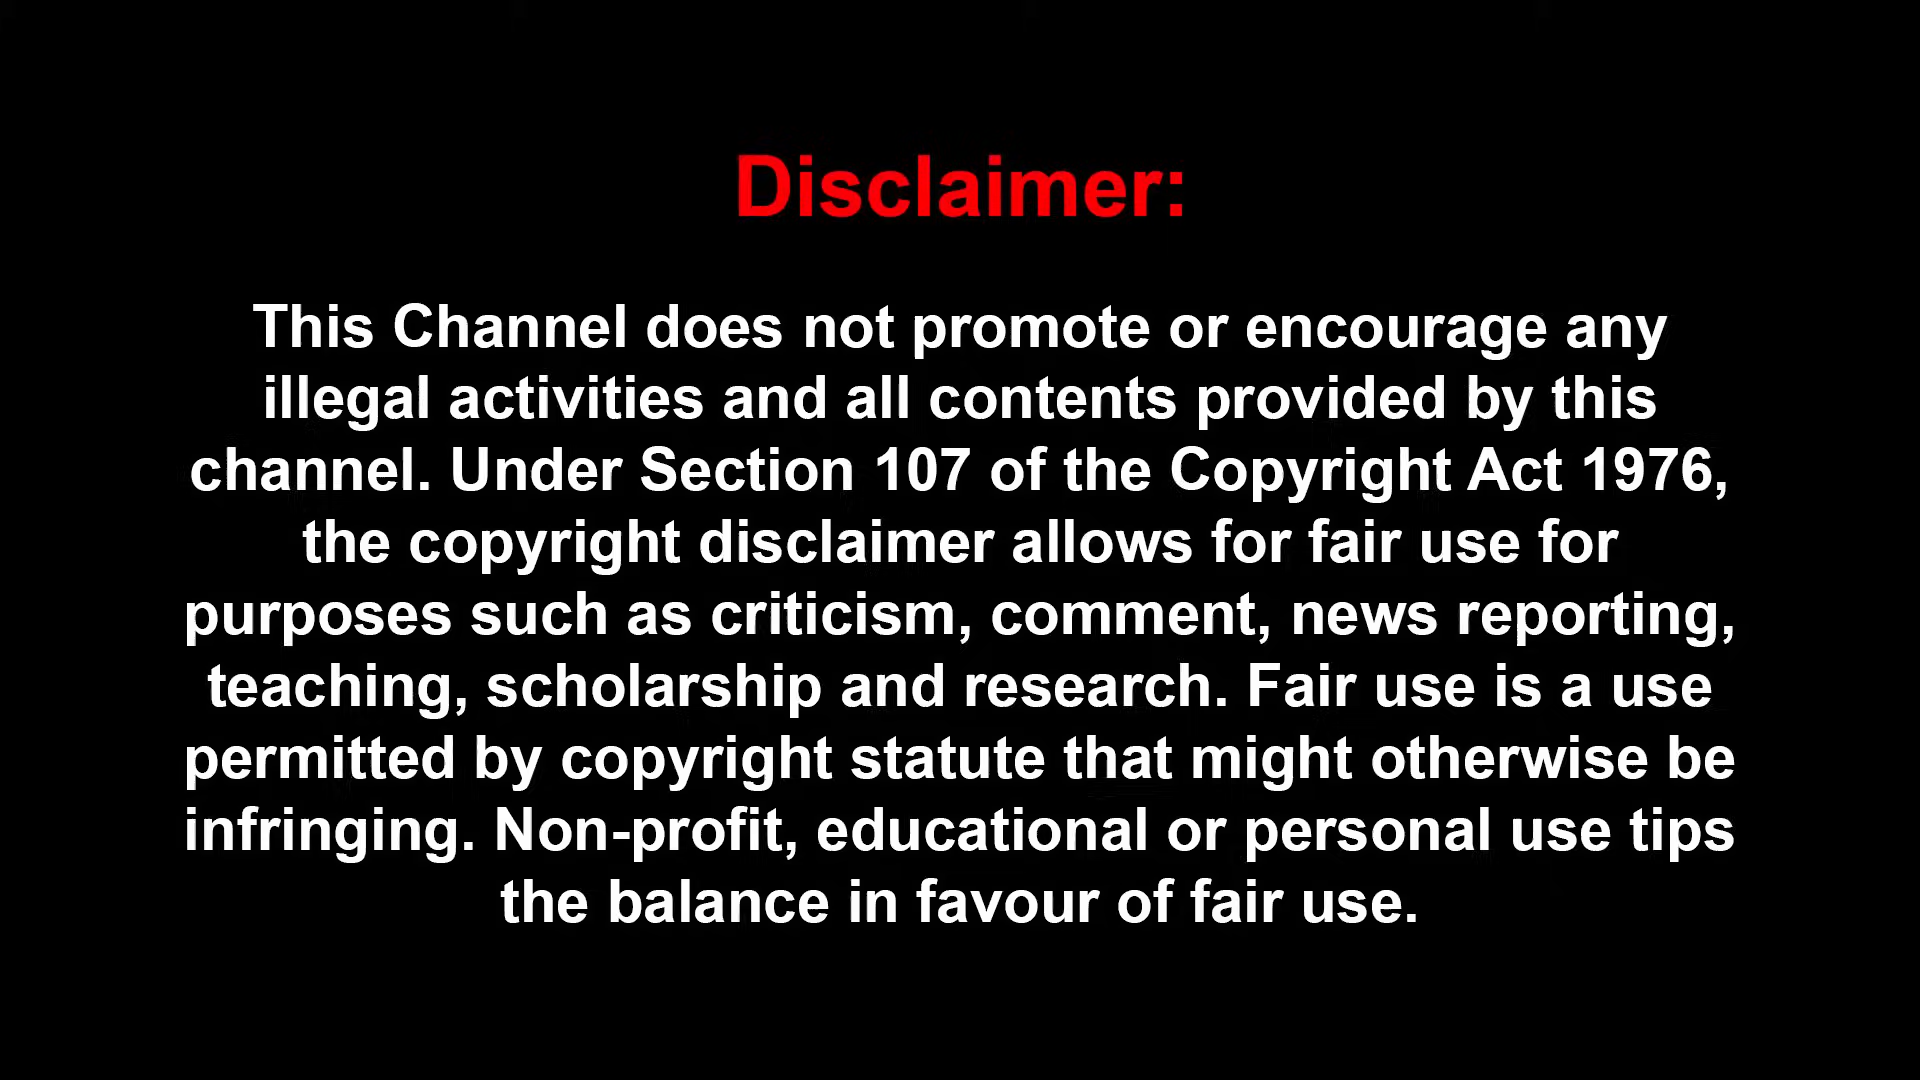 Disclaimer:
This Channel does not promote or encourage any
illegal activities and all contents provided by this
channel. Under Section 107 of the Copyright Act 1976,
the copyright disclaimer allows for fair use for
purposes such as criticism, comment, news reporting,
teaching, scholarship and research. Fair use is a use
permitted by copyright statute that might otherwise be
infringing. Non-profit, educational or personal use tips
the balance in favour of fair use.